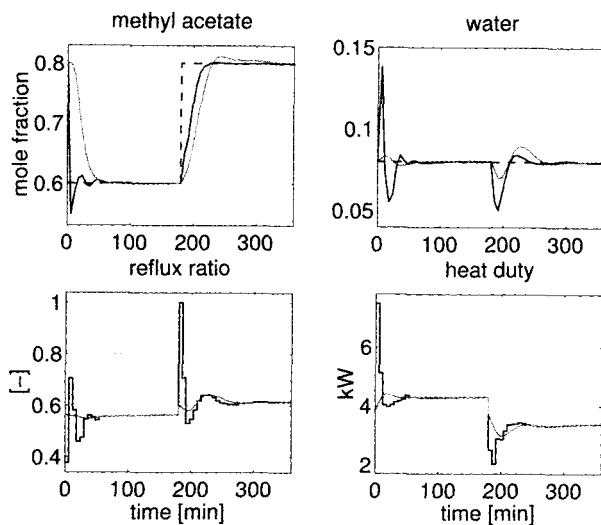 methyl acetate
water
mole fraction
0.8
0.7
0.6
0 100 200 300
reflux ratio
0.15
0.1
0.05
0 100 200 300
heat duty
[--]
1
0.8
0.6
0.4
0 100 200 300
time [min]
kW
6
4
2
0 100 200 300
time [min]